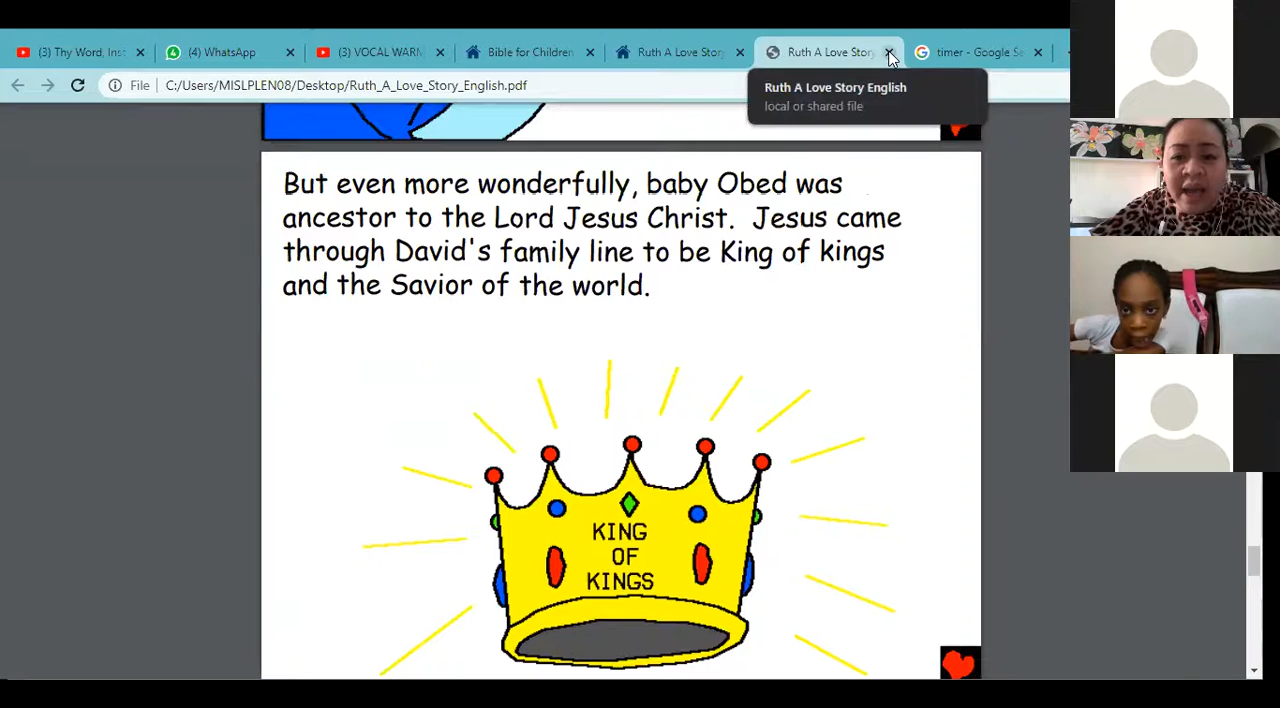 (3) Thy Word, Ins
(4) WhatsApp
(3) VOCAL WARM
Bible for Children
Ruth A Love Story
Ruth A Love Story
timer - Google Se
File
C:/Users/MISLPLEN08/Desktop/Ruth_A_Love_Story_English.pdf
Ruth A Love Story English
local or shared file
But even more wonderfully, baby Obed was
ancestor to the Lord Jesus Christ. Jesus came
through David's family line to be King of kings
and the Savior of the world.
KING
OF
KINGS